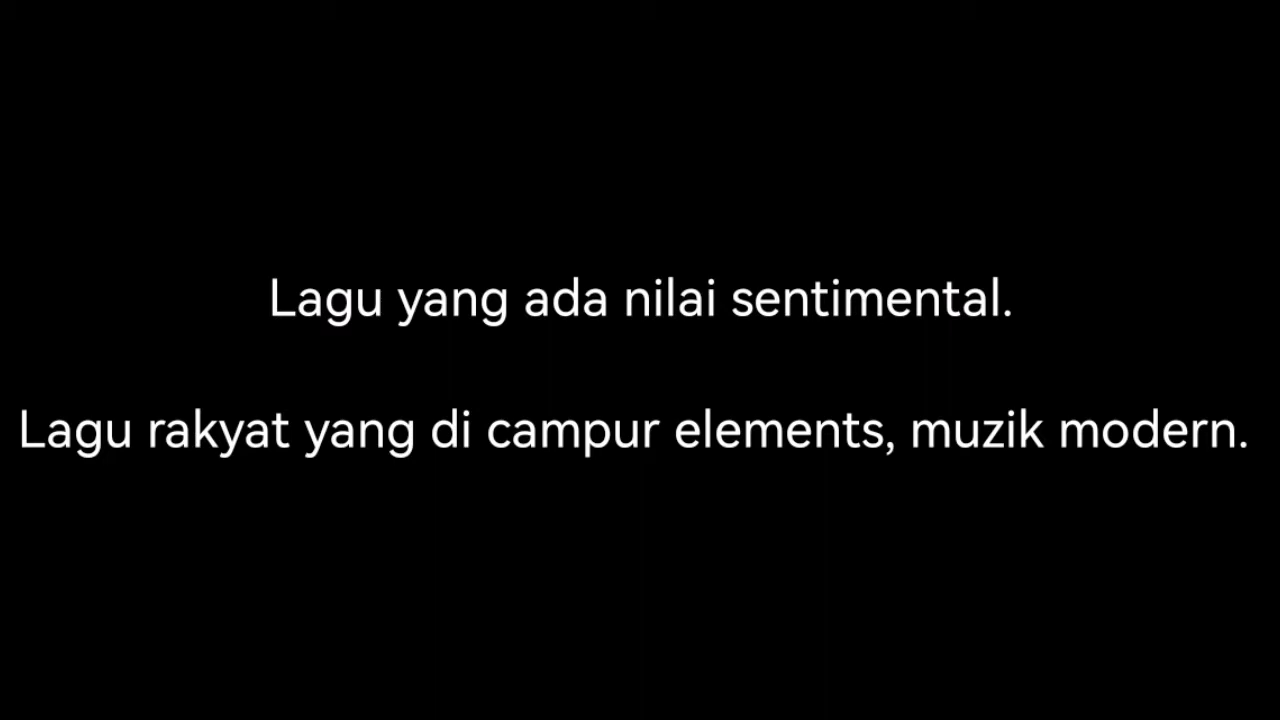 Lagu yang ada nilai sentimental.
Lagu rakyat yang di campur elements, muzik modern.